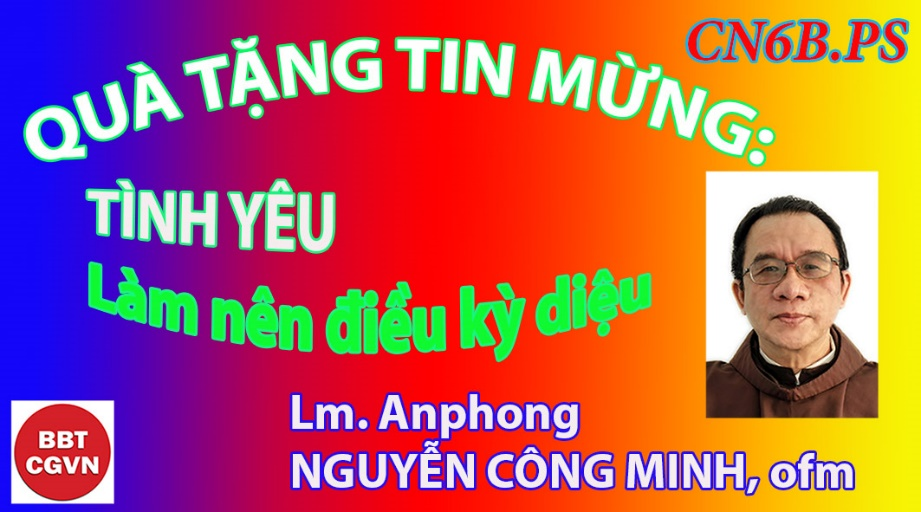 CN6B.PS
QUÀ TẶNG TIN MỪNG:
TÌNH YÊU
Làm nên điều kỳ diệu
Lm. Anphong
NGUYỄN CÔNG MINH, ofm
BBT
CGVN